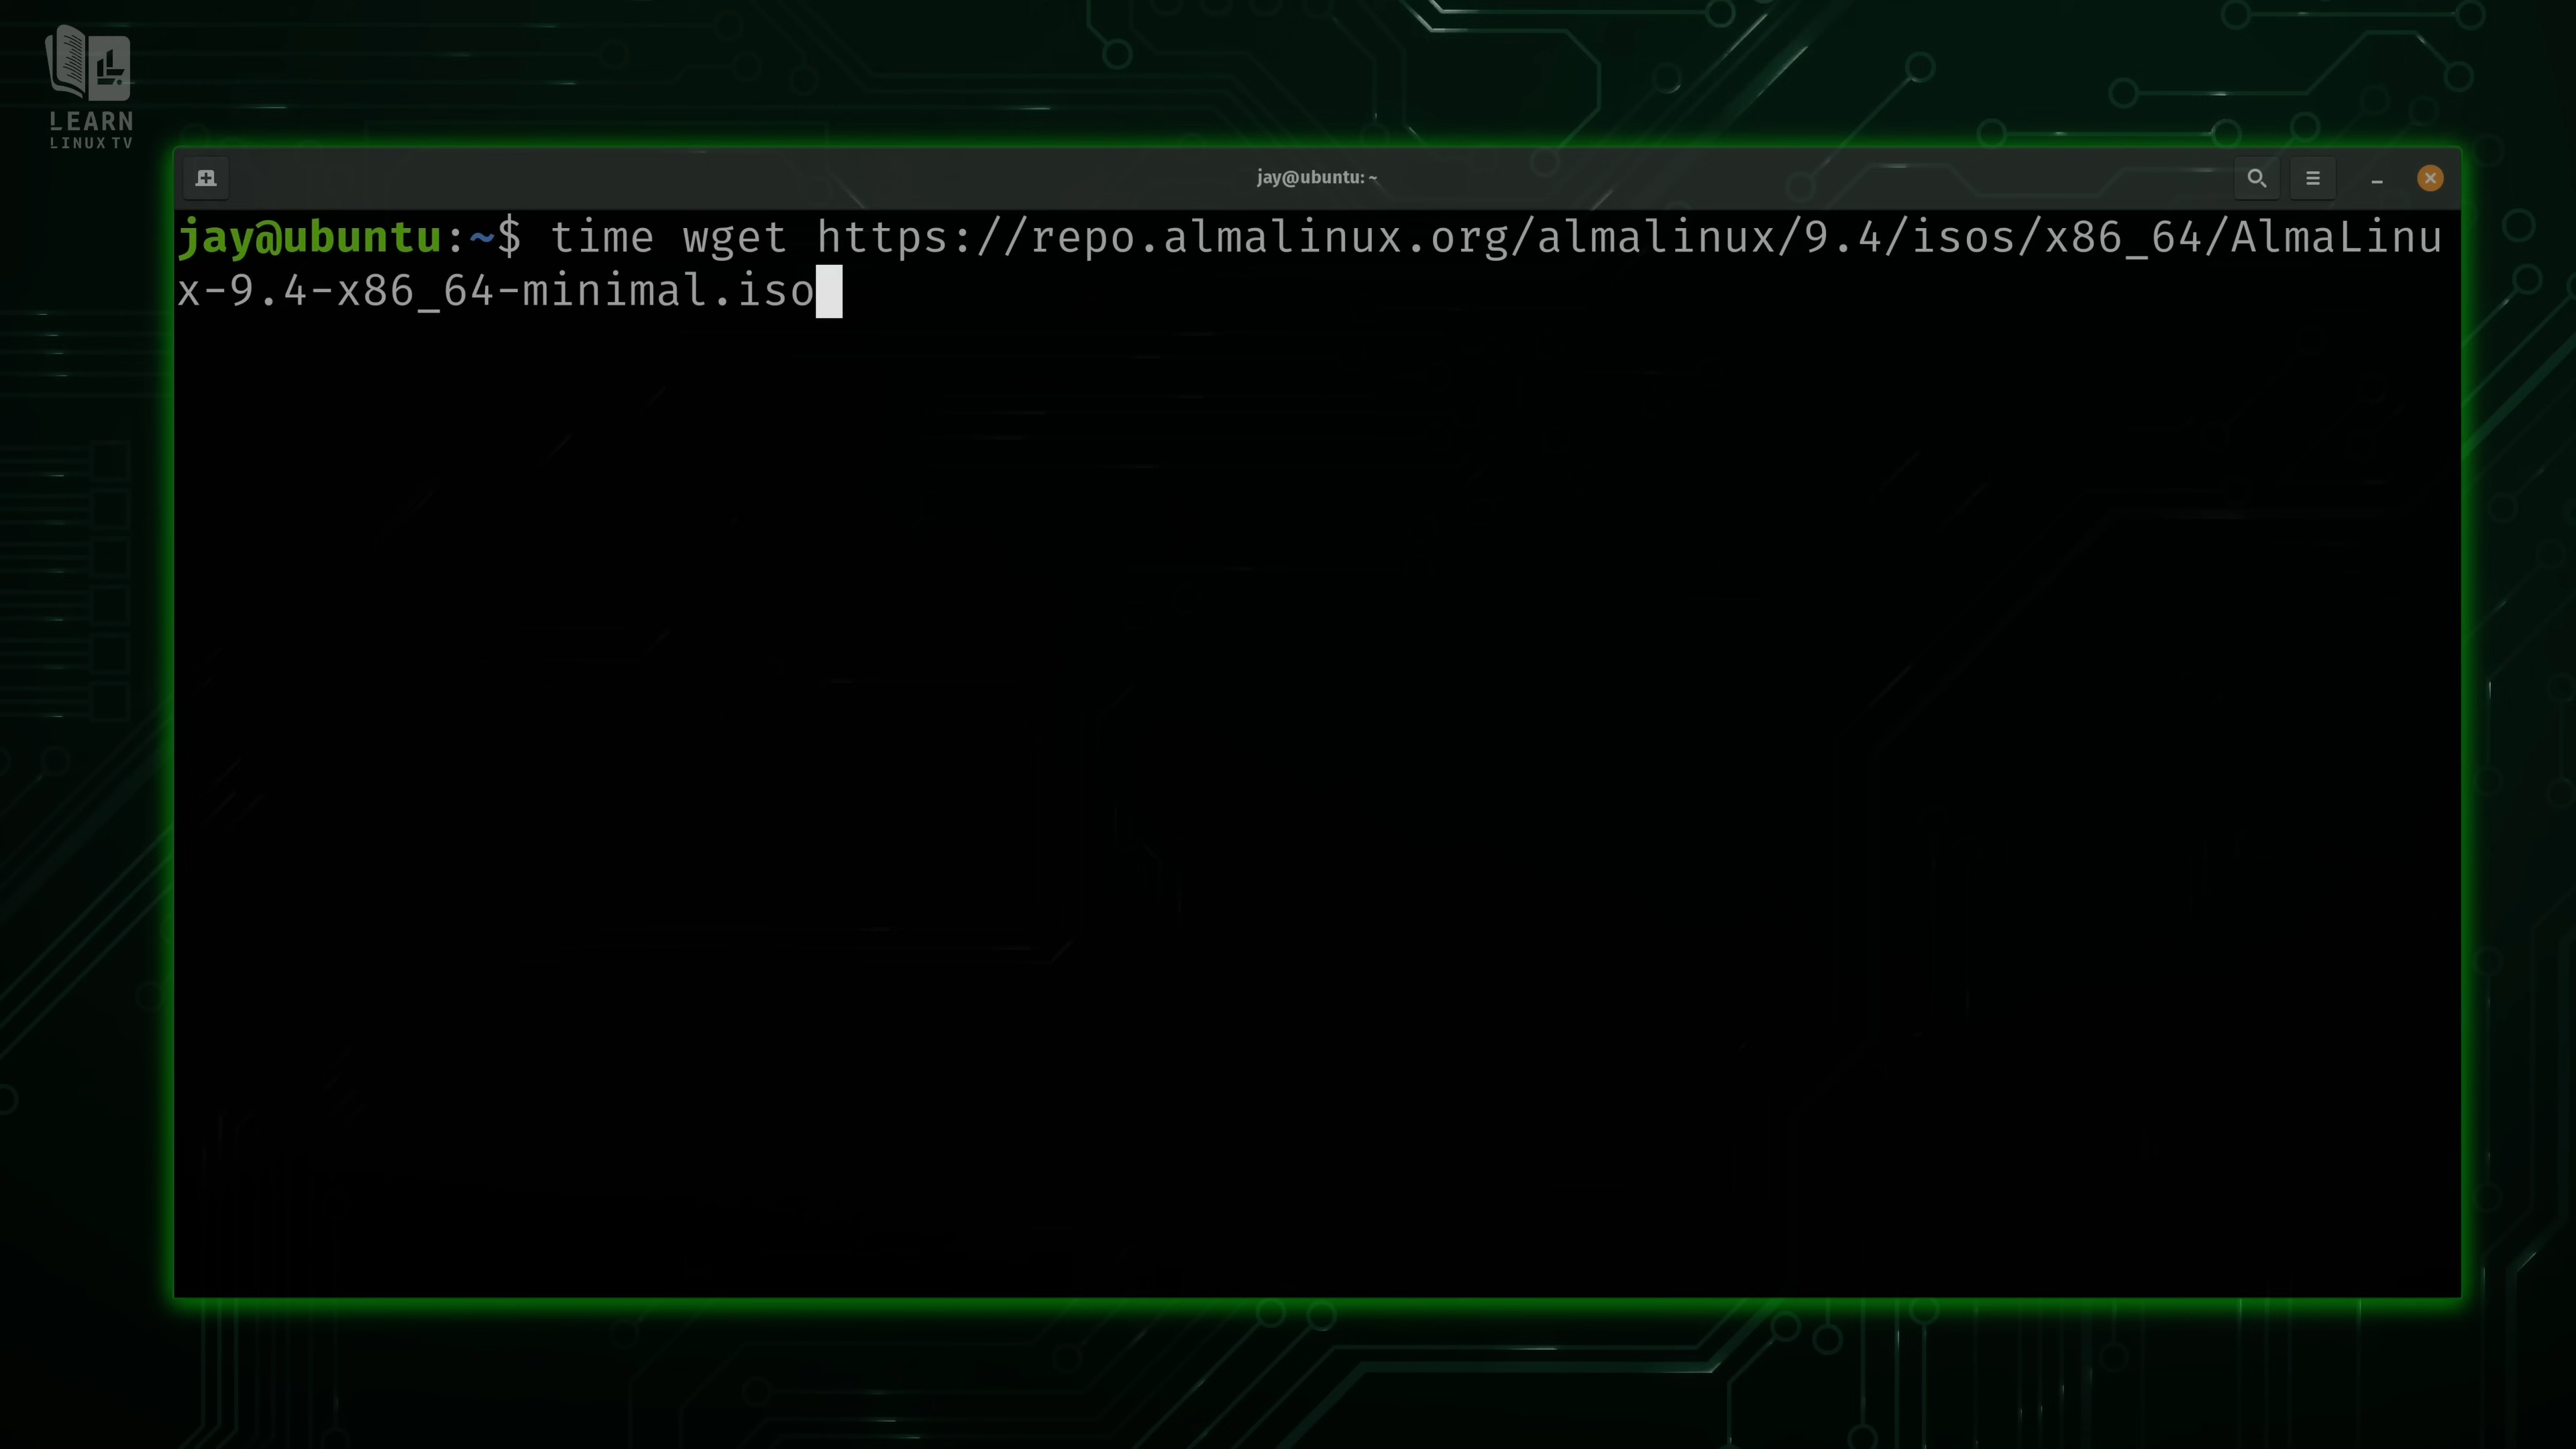 LEARN
LINUX TV
jay@ubuntu: ~
jay@ubuntu:~$ time wget https://repo.almalinux.org/almalinux/9.4/isos/x86_64/AlmaLinu
x-9.4-x86_64-minimal.iso